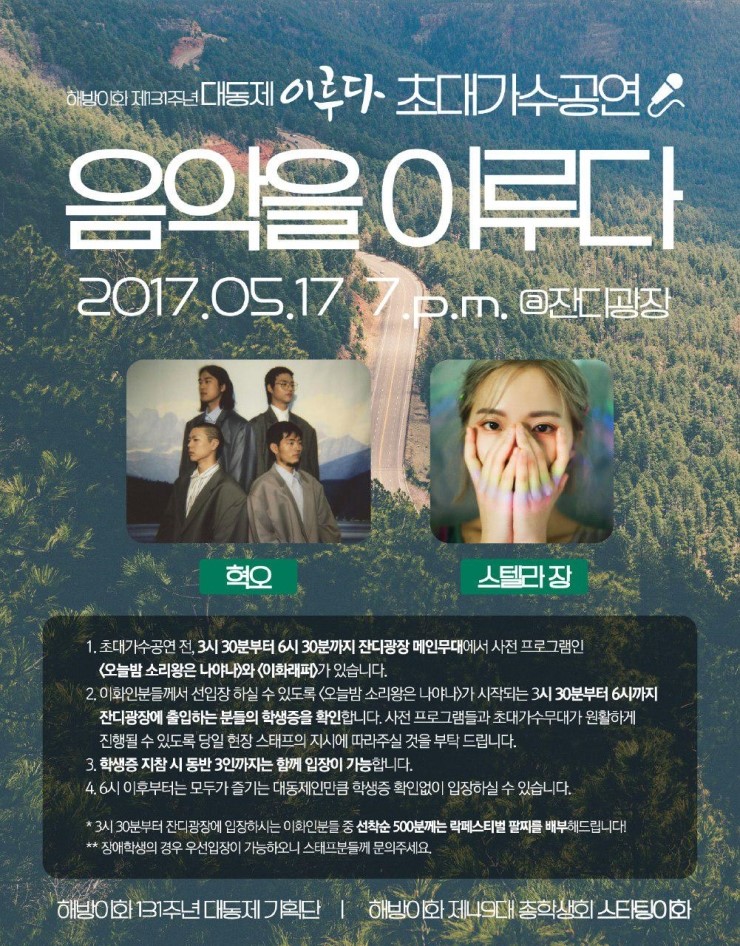 해방이화 제131주년 대동제 이루다 초대가수공연
음악을 이루다
2017.05.17 7.p.m. @잔디광장
혁오
스텔라 장
1. 초대가수공연 전, 3시 30분부터 6시 30분까지 잔디광장 메인무대에서 사전 프로그램인
〈오늘밤 소리왕은 나야나〉와 〈이화래퍼〉가 있습니다.
2. 이화인분들께서 선입장 하실 수 있도록 〈오늘밤 소리왕은 나야나〉가 시작되는 3시 30분부터 6시까지
잔디광장에 출입하는 분들의 학생증을 확인합니다. 사전 프로그램들과 초대가수무대가 원활하게
진행될 수 있도록 당일 현장 스태프의 지시에 따라주실 것을 부탁 드립니다.
3. 학생증 지참 시 동반 3인까지는 함께 입장이 가능합니다.
4. 6시 이후부터는 모두가 즐기는 대동제인만큼 학생증 확인없이 입장하실 수 있습니다.
* 3시 30분부터 잔디광장에 입장하시는 이화인분들 중 선착순 500분께는 락페스티벌 팔찌를 배부해드립니다!
** 장애학생의 경우 우선입장이 가능하오니 스태프분들께 문의주세요.
해방이화 131주년 대동제 기획단 | 해방이화 제49대 총학생회 스타팅이화